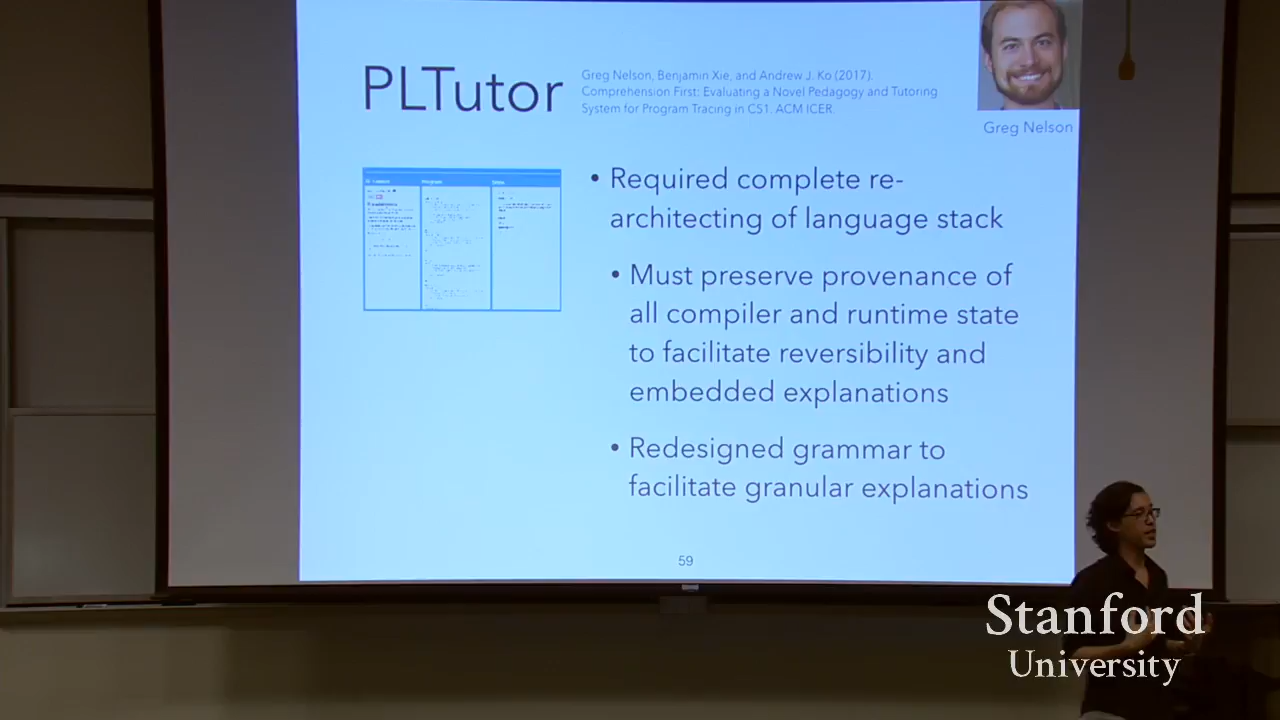 PLTutor
Greg Nelson, Benjamin Xie, and Andrew J. Ko (2017).
Comprehension First: Evaluating a Novel Pedagogy and Tutoring
System for Program Tracing in CS1. ACM ICER.
Greg Nelson
• Required complete re-
architecting of language stack
• Must preserve provenance of
all compiler and runtime state
to facilitate reversibility and
embedded explanations
• Redesigned grammar to
facilitate granular explanations
59
Stanford
University